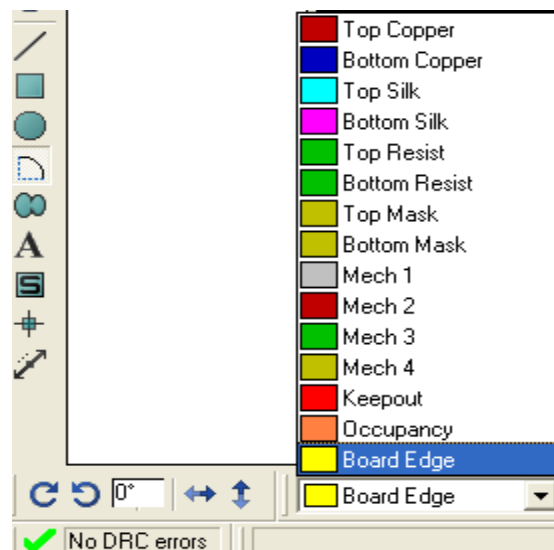 Top Copper
Bottom Copper
Top Silk
Bottom Silk
Top Resist
Bottom Resist
Top Mask
Bottom Mask
Mech 1
Mech 2
Mech 3
Mech 4
Keepout
Occupancy
Board Edge
A
S
0° Board Edge
No DRC errors